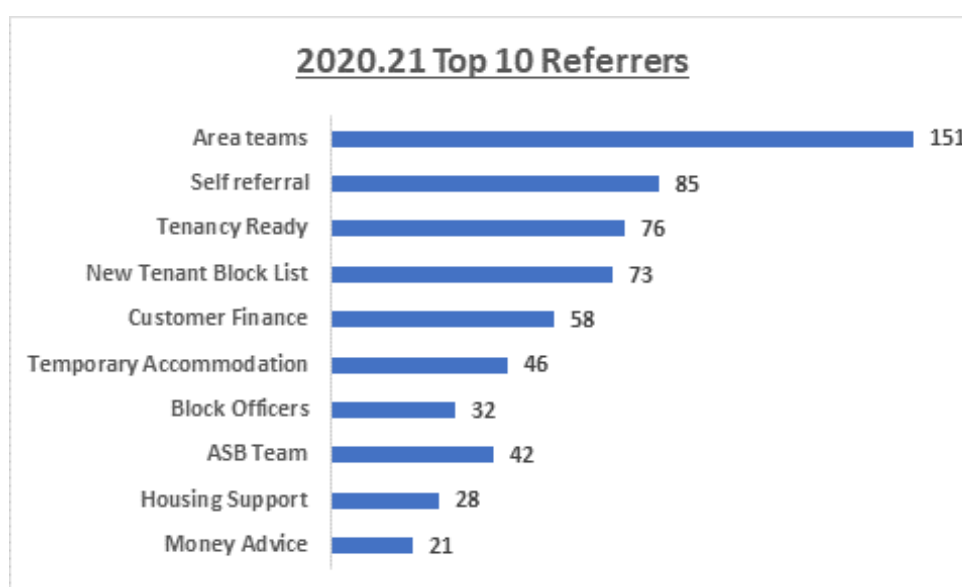 2020.21 Top 10 Referrers
Area teams 151
Self referral 85
Tenancy Ready 76
New Tenant Block List 73
Customer Finance 58
Temporary Accommodation 46
Block Officers 32
ASB Team 42
Housing Support 28
Money Advice 21